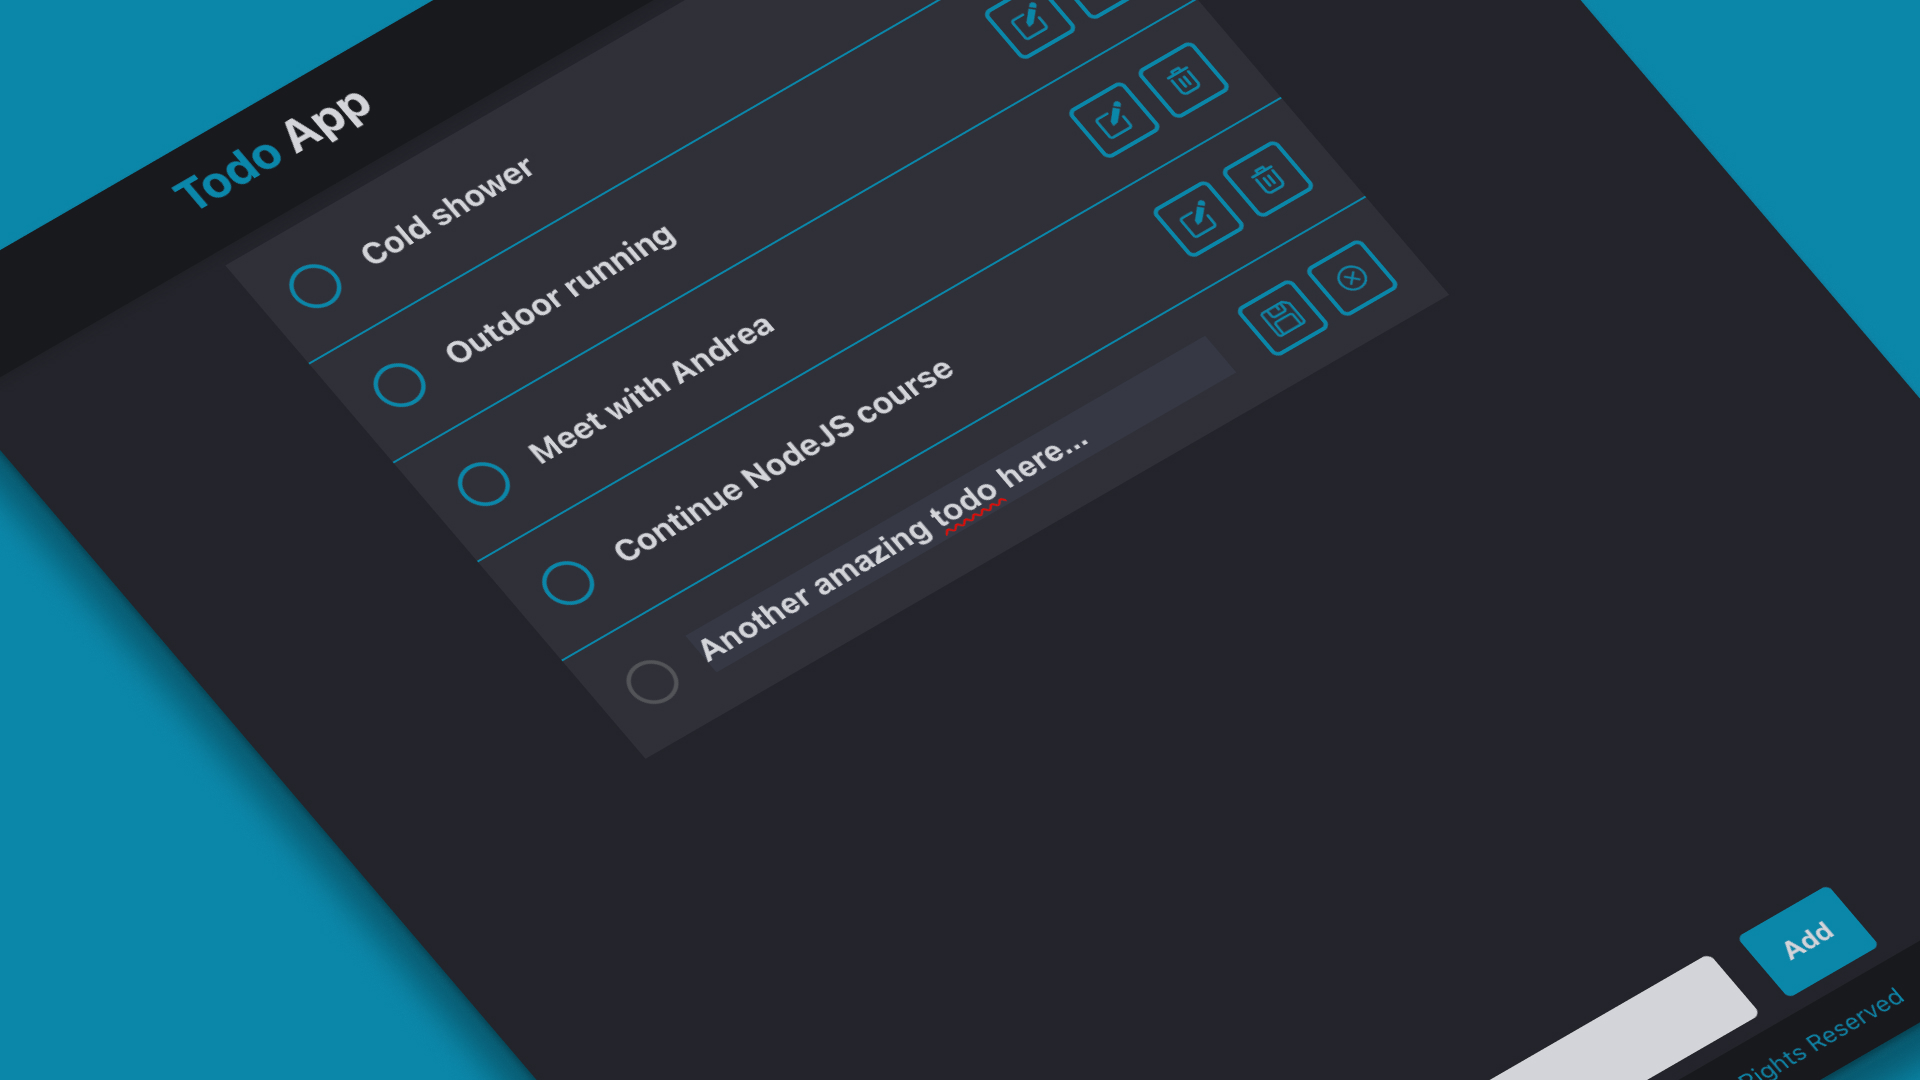 Todo App
Cold shower
Outdoor running
Meet with Andrea
Continue NodeJS course
Another amazing todo here...
Add
Rights Reserved